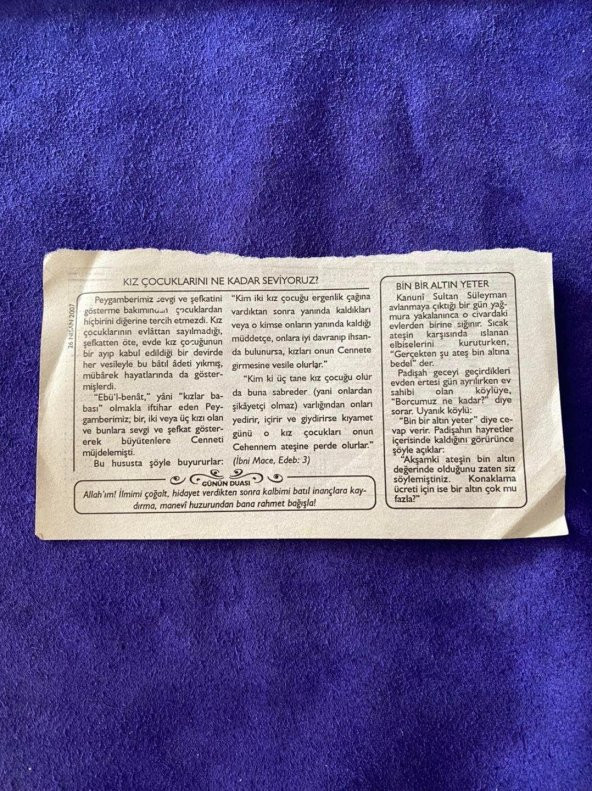 KIZ ÇOCUKLARINI NE KADAR SEVİYORUZ?
26 NİSAN 2007
Peygamberimiz sevgi ve şefkatini
gösterme bakımından çocuklardan
hiçbirini diğerine tercih etmezdi. Kız
çocuklarının evlâttan sayılmadığı,
şefkatten öte, evde kız çocuğunun
bir ayıp kabul edildiği bir devirde
her vesileyle bu bâtıl âdeti yıkmış,
mübârek hayatlarında da göster-
mişlerdi.
"Ebü'l-benât," yâni "kızlar ba-
bası" olmakla iftihar eden Pey-
gamberimiz; bir, iki veya üç kızı olan
ve bunlara sevgi ve şefkat göster-
erek büyütenlere Cenneti
müjdelemişti.
Bu hususta şöyle buyururlar:
"Kim iki kız çocuğu ergenlik çağına
vardıktan sonra yanında kaldıkları
veya o kimse onların yanında kaldığı
müddetçe, onlara iyi davranıp ihsan-
da bulunursa, kızları onun Cennete
girmesine vesile olurlar."
"Kim ki üç tane kız çocuğu olur
da buna sabreder (yani onlardan
şikâyetçi olmaz) varlığından onları
yedirir, içirir ve giydirirse kıyamet
günü o kız çocukları onun
Cehennem ateşine perde olurlar."
(İbni Mace, Edeb: 3)
GÜNÜN DUASI
Allah'ım! İlmimi çoğalt, hidayet verdikten sonra kalbimi batıl inançlara kay-
dırma, manevî huzurundan bana rahmet bağışla!
BİN BİR ALTIN YETER
Kanunî Sultan Süleyman
avlanmaya çıktığı bir gün yağ-
mura yakalanınca o civardaki
evlerden birine sığınır. Sıcak
ateşin karşısında ıslanan
elbiselerini kuruturken,
"Gerçekten şu ateş bin altına
bedel" der.
Padişah geceyi geçirdikleri
evden ertesi gün ayrılırken ev
sahibi olan köylüye,
"Borcumuz ne kadar?" diye
sorar. Uyanık köylü:
"Bin bir altın yeter" diye ce-
vap verir. Padişahın hayretler
içerisinde kaldığını görürünce
şöyle açıklar:
"Akşamki ateşin bin altın
değerinde olduğunu zaten siz
söylemiştiniz. Konaklama
ücreti için ise bir altın çok mu
fazla?"